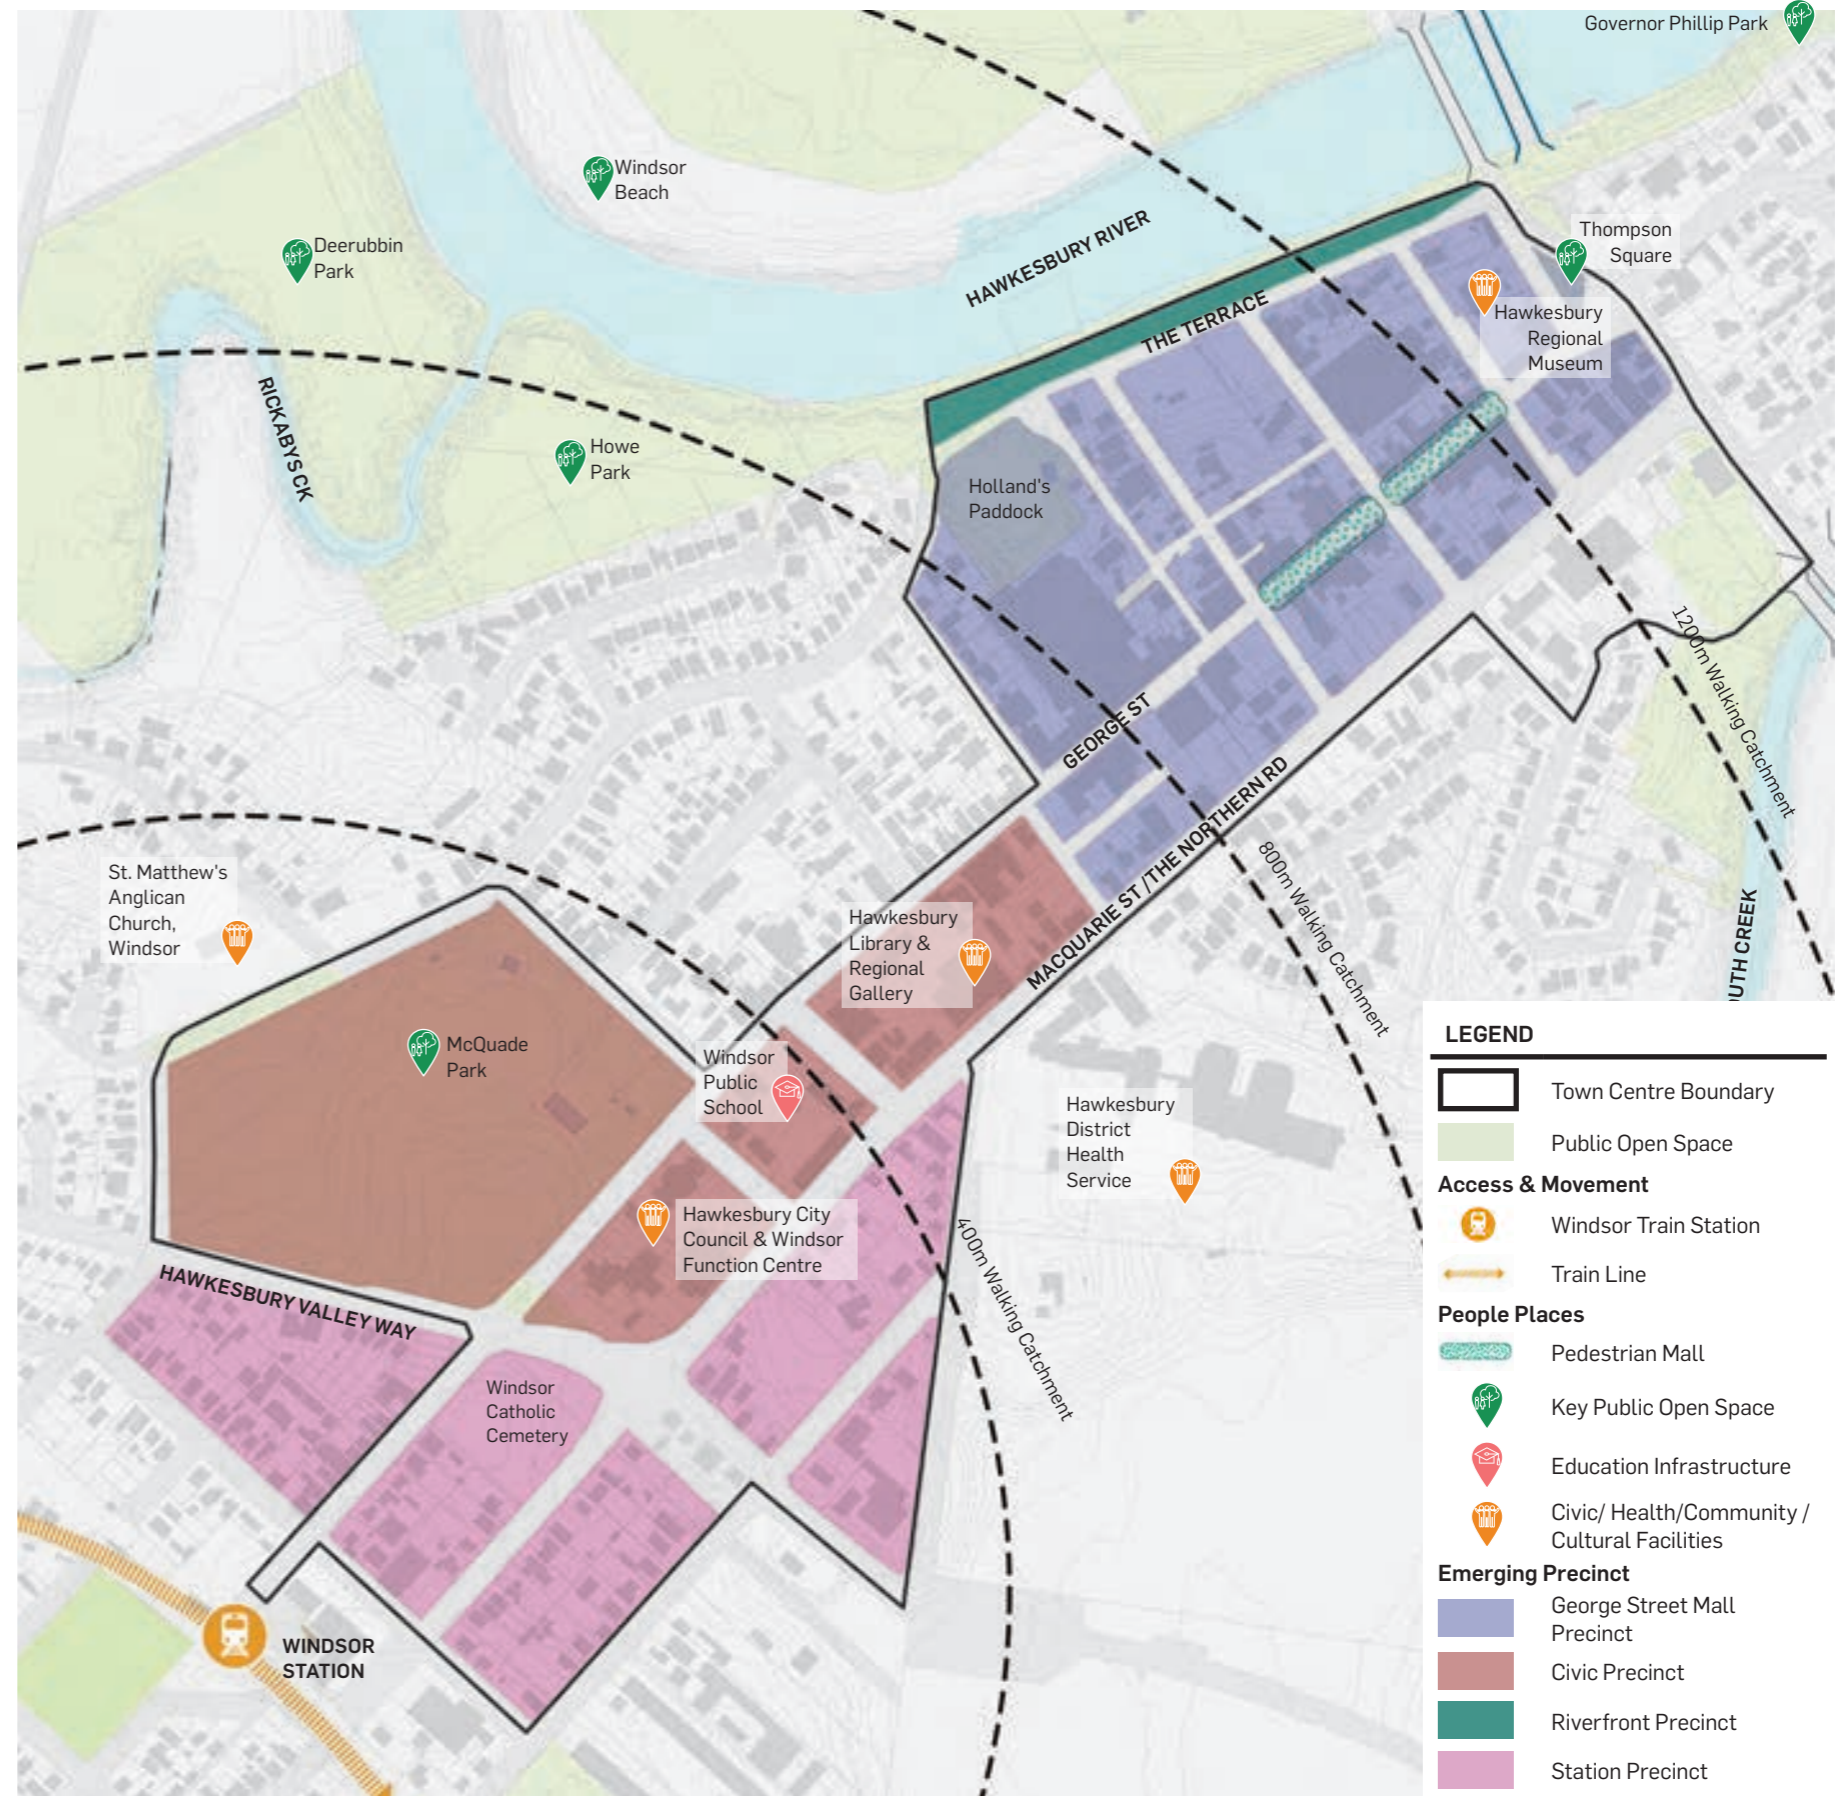 Governor Phillip Park
Windsor
Beach
Deerubbin
Park
HAWKESBURY RIVER
Thompson
Square
THE TERRACE
Hawkesbury
Regional
Museum
RICKABYS CK
Howe
Park
Holland's
Paddock
1200m Walking Catchment
GEORGE ST
MACQUARIE ST /THE NORTHERN RD
800m Walking Catchment
St. Matthew's
Anglican
Church,
Windsor
Hawkesbury
Library &
Regional
Gallery
UTH CREEK
McQuade
Park
Windsor
Public
School
Hawkesbury
District
Health
Service
Hawkesbury City
Council & Windsor
Function Centre
400m Walking Catchment
HAWKESBURY VALLEY WAY
Windsor
Catholic
Cemetery
WINDSOR
STATION
LEGEND
Town Centre Boundary
Public Open Space
Access & Movement
Windsor Train Station
Train Line
People Places
Pedestrian Mall
Key Public Open Space
Education Infrastructure
Civic/ Health/Community /
Cultural Facilities
Emerging Precinct
George Street Mall
Precinct
Civic Precinct
Riverfront Precinct
Station Precinct